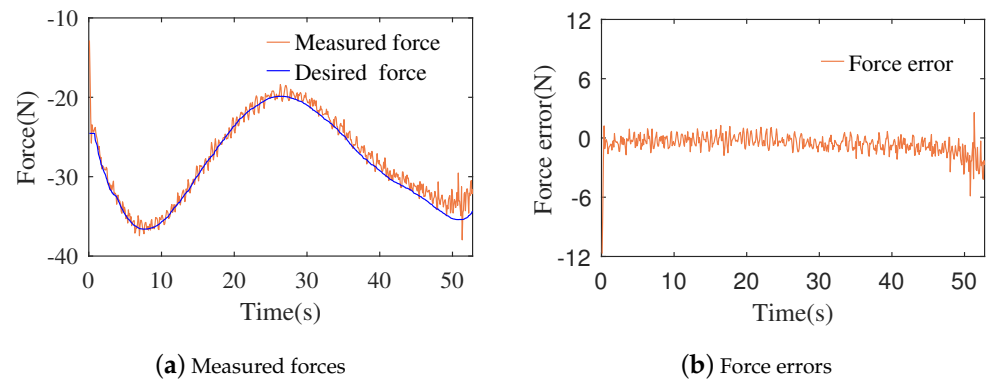 -10
-20
-30
-40
Force(N)
Measured force
Desired  force
0 10 20 30 40 50
Time(s)
(a) Measured forces
12
6
0
-6
-12
Force error(N)
Force error
0 10 20 30 40 50
Time(s)
(b) Force errors